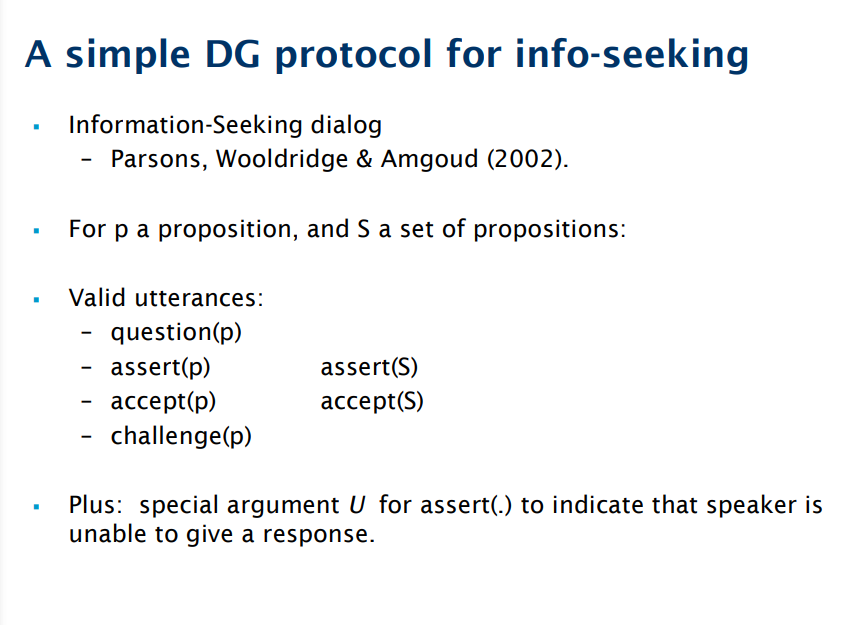 A simple DG protocol for info-seeking
▪ Information-Seeking dialog
– Parsons, Wooldridge & Amgoud (2002).
▪ For p a proposition, and S a set of propositions:
▪ Valid utterances:
– question(p)
– assert(p) assert(S)
– accept(p) accept(S)
– challenge(p)
▪ Plus: special argument U for assert(.) to indicate that speaker is
unable to give a response.